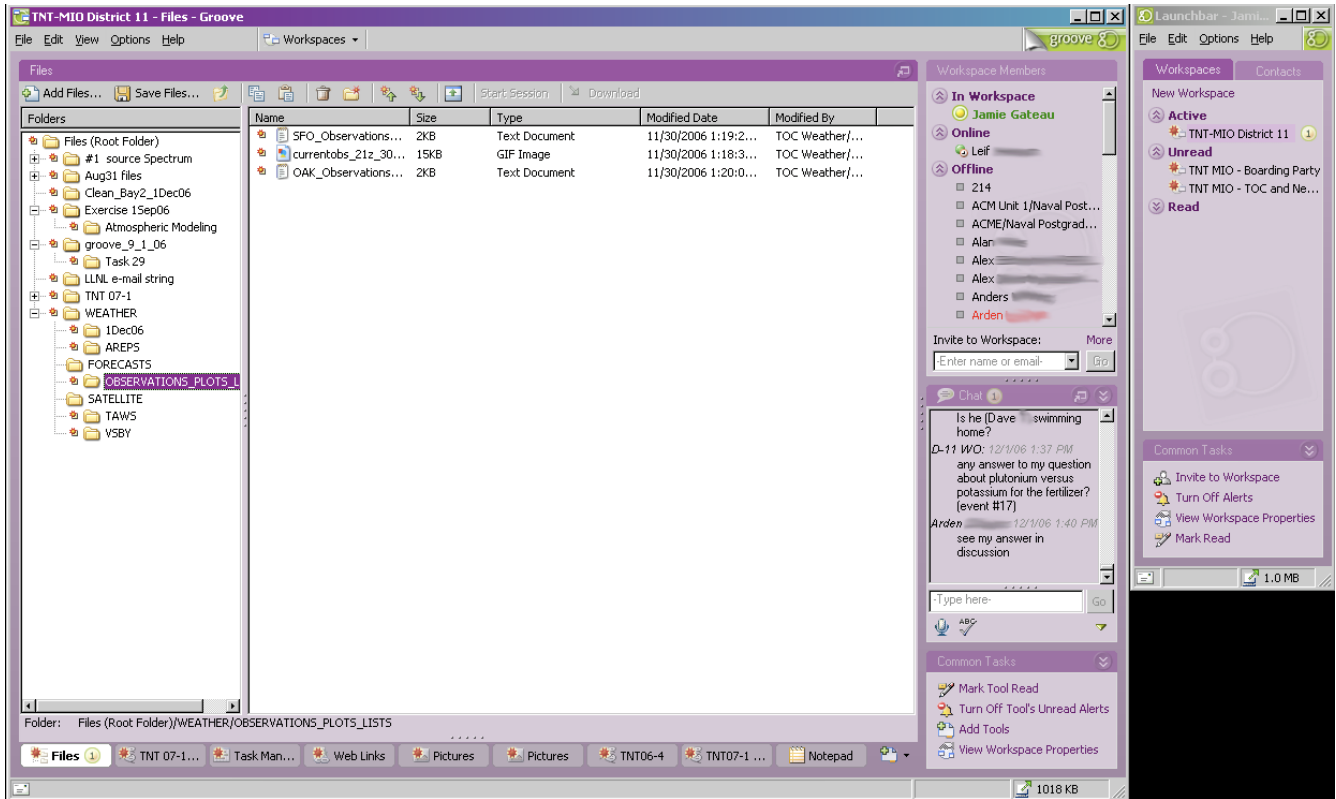 TNT-MIO District 11 - Files - Groove
File Edit View Options Help
Workspaces
groove
Files
Add Files... Save Files... Start Session Download
Folders
Files (Root Folder)
#1 source Spectrum
Aug31 files
Clean_Bay2_1Dec06
Exercise 1Sep06
Atmospheric Modeling
groove_9_1_06
Task 29
LLNL e-mail string
TNT 07-1
WEATHER
1Dec06
AREPS
FORECASTS
OBSERVATIONS_PLOTS_L
SATELLITE
TAWS
VSBY
Name Size Type Modified Date Modified By
SFO_Observations... 2KB Text Document 11/30/2006 1:19:2... TOC Weather/...
currentobs_21z_30... 15KB GIF Image 11/30/2006 1:18:3... TOC Weather/...
OAK_Observations... 2KB Text Document 11/30/2006 1:20:0... TOC Weather/...
Folder: Files (Root Folder)/WEATHER/OBSERVATIONS_PLOTS_LISTS
Files 1 TNT 07-1... Task Man... Web Links Pictures Pictures TNT06-4 TNT07-1 ... Notepad
Workspace Members
In Workspace
Jamie Gateau
Online
Leif
Offline
214
ACM Unit 1/Naval Post...
ACME/Naval Postgrad...
Alan
Alex
Alex
Anders
Arden
Invite to Workspace: More
-Enter name or email- Go
Chat 1
Is he (Dave swimming
home?
D-11 WO: 12/1/06 1:37 PM
any answer to my question
about plutonium versus
potassium for the fertilizer?
(event #17)
Arden 12/1/06 1:40 PM
see my answer in
discussion
-Type here- Go
ABC
Common Tasks
Mark Tool Read
Turn Off Tool's Unread Alerts
Add Tools
View Workspace Properties
1018 KB
Launchbar - Jami...
File Edit Options Help
Workspaces Contacts
New Workspace
Active
TNT-MIO District 11 1
Unread
TNT MIO - Boarding Party
TNT MIO - TOC and Ne...
Read
Common Tasks
Invite to Workspace
Turn Off Alerts
View Workspace Properties
Mark Read
1.0 MB